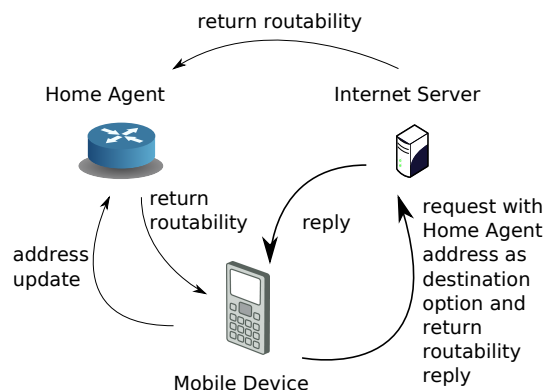 return routability
Home Agent
Internet Server
return
routability
reply
address
update
request with
Home Agent
address as
destination
option and
return
routability
reply
Mobile Device